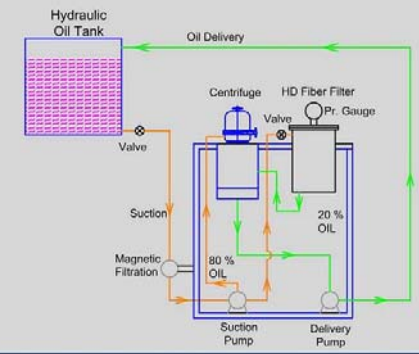 Hydraulic
Oil Tank
Oil Delivery
Centrifuge
HD Fiber Filter
Valve
Pr. Gauge
Valve
Suction
20 %
OIL
Magnetic
Filtration
80 %
OIL
Suction
Pump
Delivery
Pump